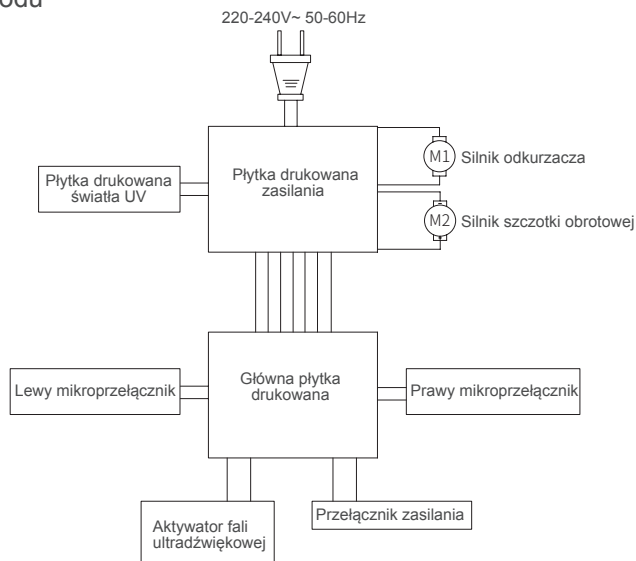 220-240V~ 50-60Hz
Płytka drukowana
zasilania
M1
Silnik odkurzacza
Płytka drukowana
światła UV
M2
Silnik szczotki obrotowej
Główna płytka
drukowana
Lewy mikroprzełącznik
Prawy mikroprzełącznik
Aktywator fali
ultradźwiękowej
Przełącznik zasilania